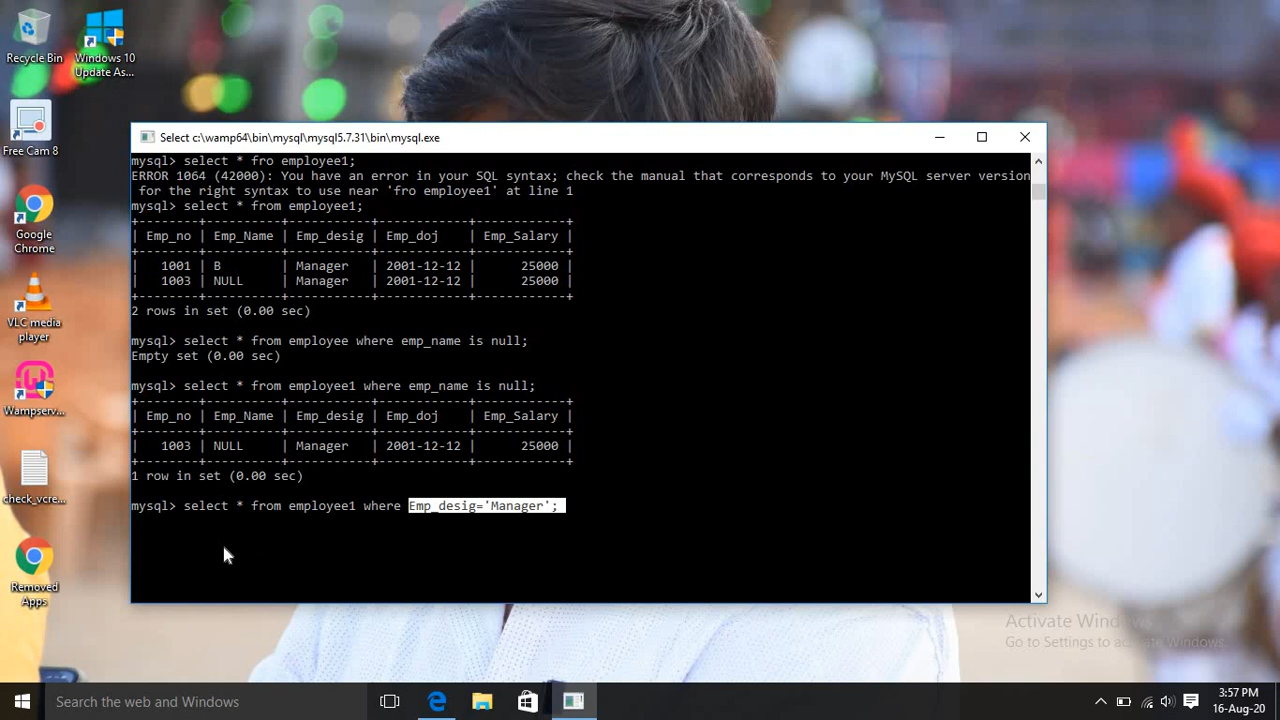 Recycle Bin
Windows 10
Update As...
Free Cam 8
Google
Chrome
VLC media
player
Wampserv...
check_vcre...
Removed
Apps
Select c:\wamp64\bin\mysql\mysql5.7.31\bin\mysql.exe
mysql> select * fro employee1;
ERROR 1064 (42000): You have an error in your SQL syntax; check the manual that corresponds to your MySQL server version
 for the right syntax to use near 'fro employee1' at line 1
mysql> select * from employee1;
+--------+----------+-----------+------------+------------+
| Emp_no | Emp_Name | Emp_desig | Emp_doj    | Emp_Salary |
+--------+----------+-----------+------------+------------+
|   1001 | B        | Manager   | 2001-12-12 |      25000 |
|   1003 | NULL     | Manager   | 2001-12-12 |      25000 |
+--------+----------+-----------+------------+------------+
2 rows in set (0.00 sec)
mysql> select * from employee where emp_name is null;
Empty set (0.00 sec)
mysql> select * from employee1 where emp_name is null;
+--------+----------+-----------+------------+------------+
| Emp_no | Emp_Name | Emp_desig | Emp_doj    | Emp_Salary |
+--------+----------+-----------+------------+------------+
|   1003 | NULL     | Manager   | 2001-12-12 |      25000 |
+--------+----------+-----------+------------+------------+
1 row in set (0.00 sec)
mysql> select * from employee1 where Emp_desig='Manager';
Activate Windows
Go to Settings to activate Windows.
Search the web and Windows
3:57 PM
16-Aug-20